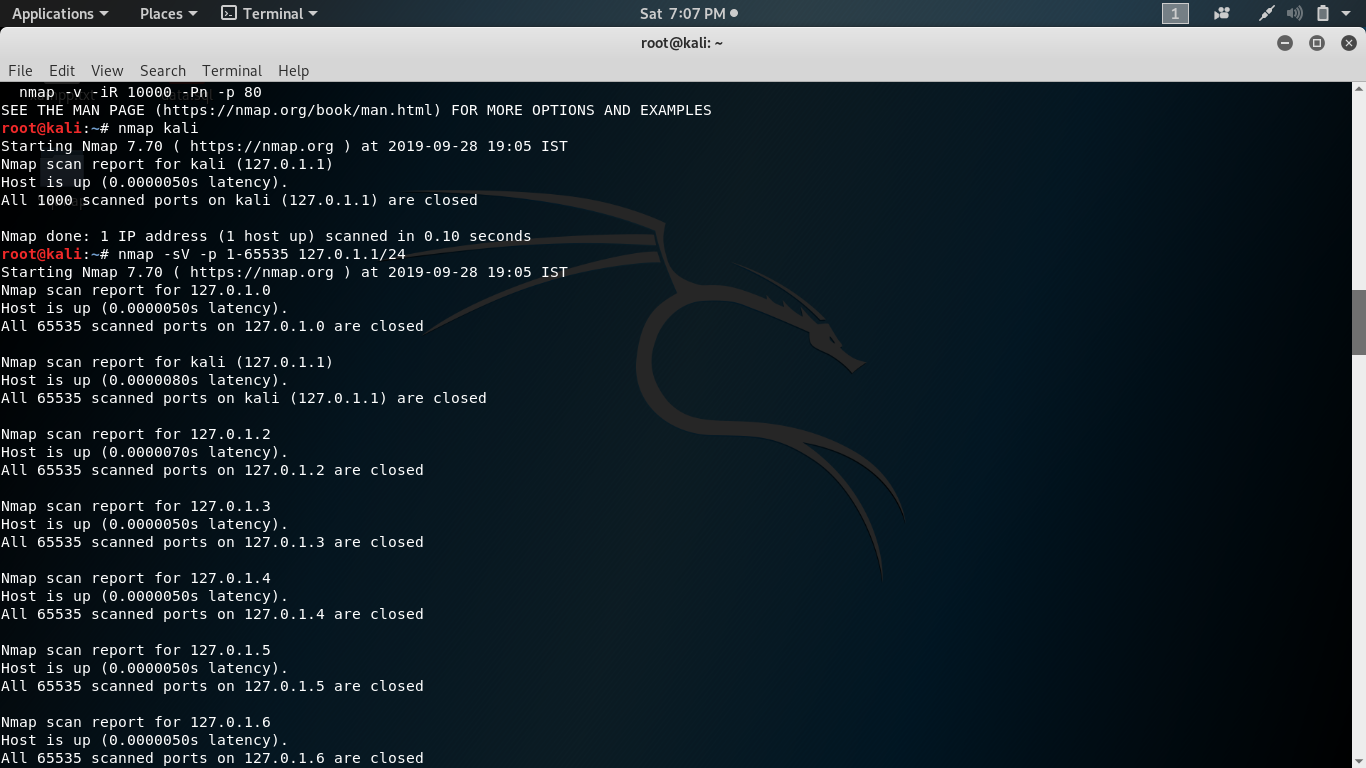 Applications Places Terminal Sat 7:07 PM 1
root@kali: ~
File Edit View Search Terminal Help
nmap -v -iR 10000 -Pn -p 80
SEE THE MAN PAGE (https://nmap.org/book/man.html) FOR MORE OPTIONS AND EXAMPLES
root@kali:~# nmap kali
Starting Nmap 7.70 ( https://nmap.org ) at 2019-09-28 19:05 IST
Nmap scan report for kali (127.0.1.1)
Host is up (0.0000050s latency).
All 1000 scanned ports on kali (127.0.1.1) are closed
Nmap done: 1 IP address (1 host up) scanned in 0.10 seconds
root@kali:~# nmap -sV -p 1-65535 127.0.1.1/24
Starting Nmap 7.70 ( https://nmap.org ) at 2019-09-28 19:05 IST
Nmap scan report for 127.0.1.0
Host is up (0.0000050s latency).
All 65535 scanned ports on 127.0.1.0 are closed
Nmap scan report for kali (127.0.1.1)
Host is up (0.0000080s latency).
All 65535 scanned ports on kali (127.0.1.1) are closed
Nmap scan report for 127.0.1.2
Host is up (0.0000070s latency).
All 65535 scanned ports on 127.0.1.2 are closed
Nmap scan report for 127.0.1.3
Host is up (0.0000050s latency).
All 65535 scanned ports on 127.0.1.3 are closed
Nmap scan report for 127.0.1.4
Host is up (0.0000050s latency).
All 65535 scanned ports on 127.0.1.4 are closed
Nmap scan report for 127.0.1.5
Host is up (0.0000050s latency).
All 65535 scanned ports on 127.0.1.5 are closed
Nmap scan report for 127.0.1.6
Host is up (0.0000050s latency).
All 65535 scanned ports on 127.0.1.6 are closed